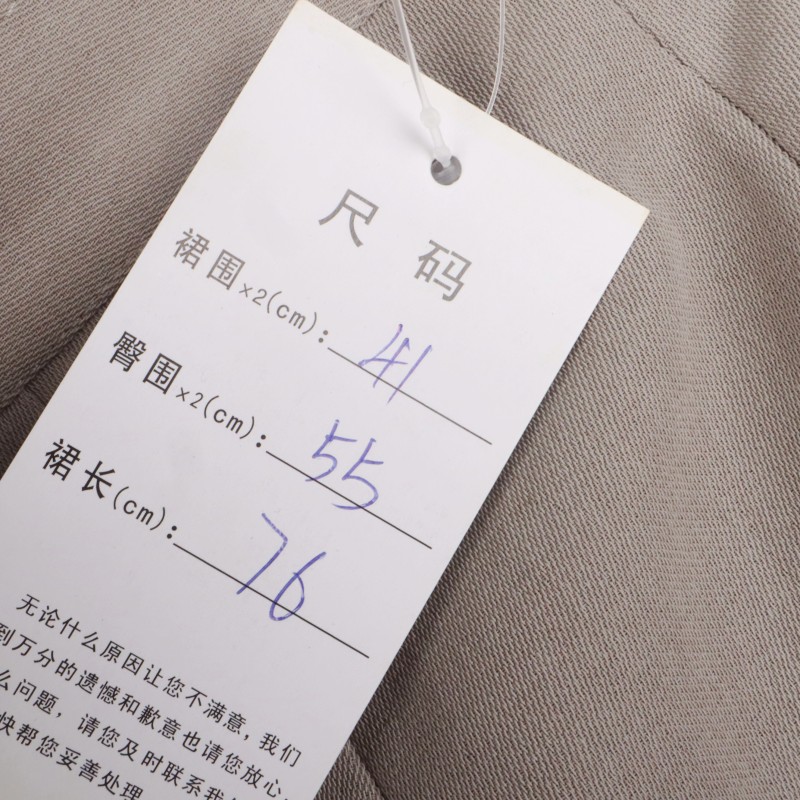 尺码
裙围×2(cm): 41
臀围×2(cm): 55
裙长(cm): 76
无论什么原因让您不满意,我们
到万分的遗憾和歉意也请您放心
么问题,请您及时联系我
快帮您妥善处理